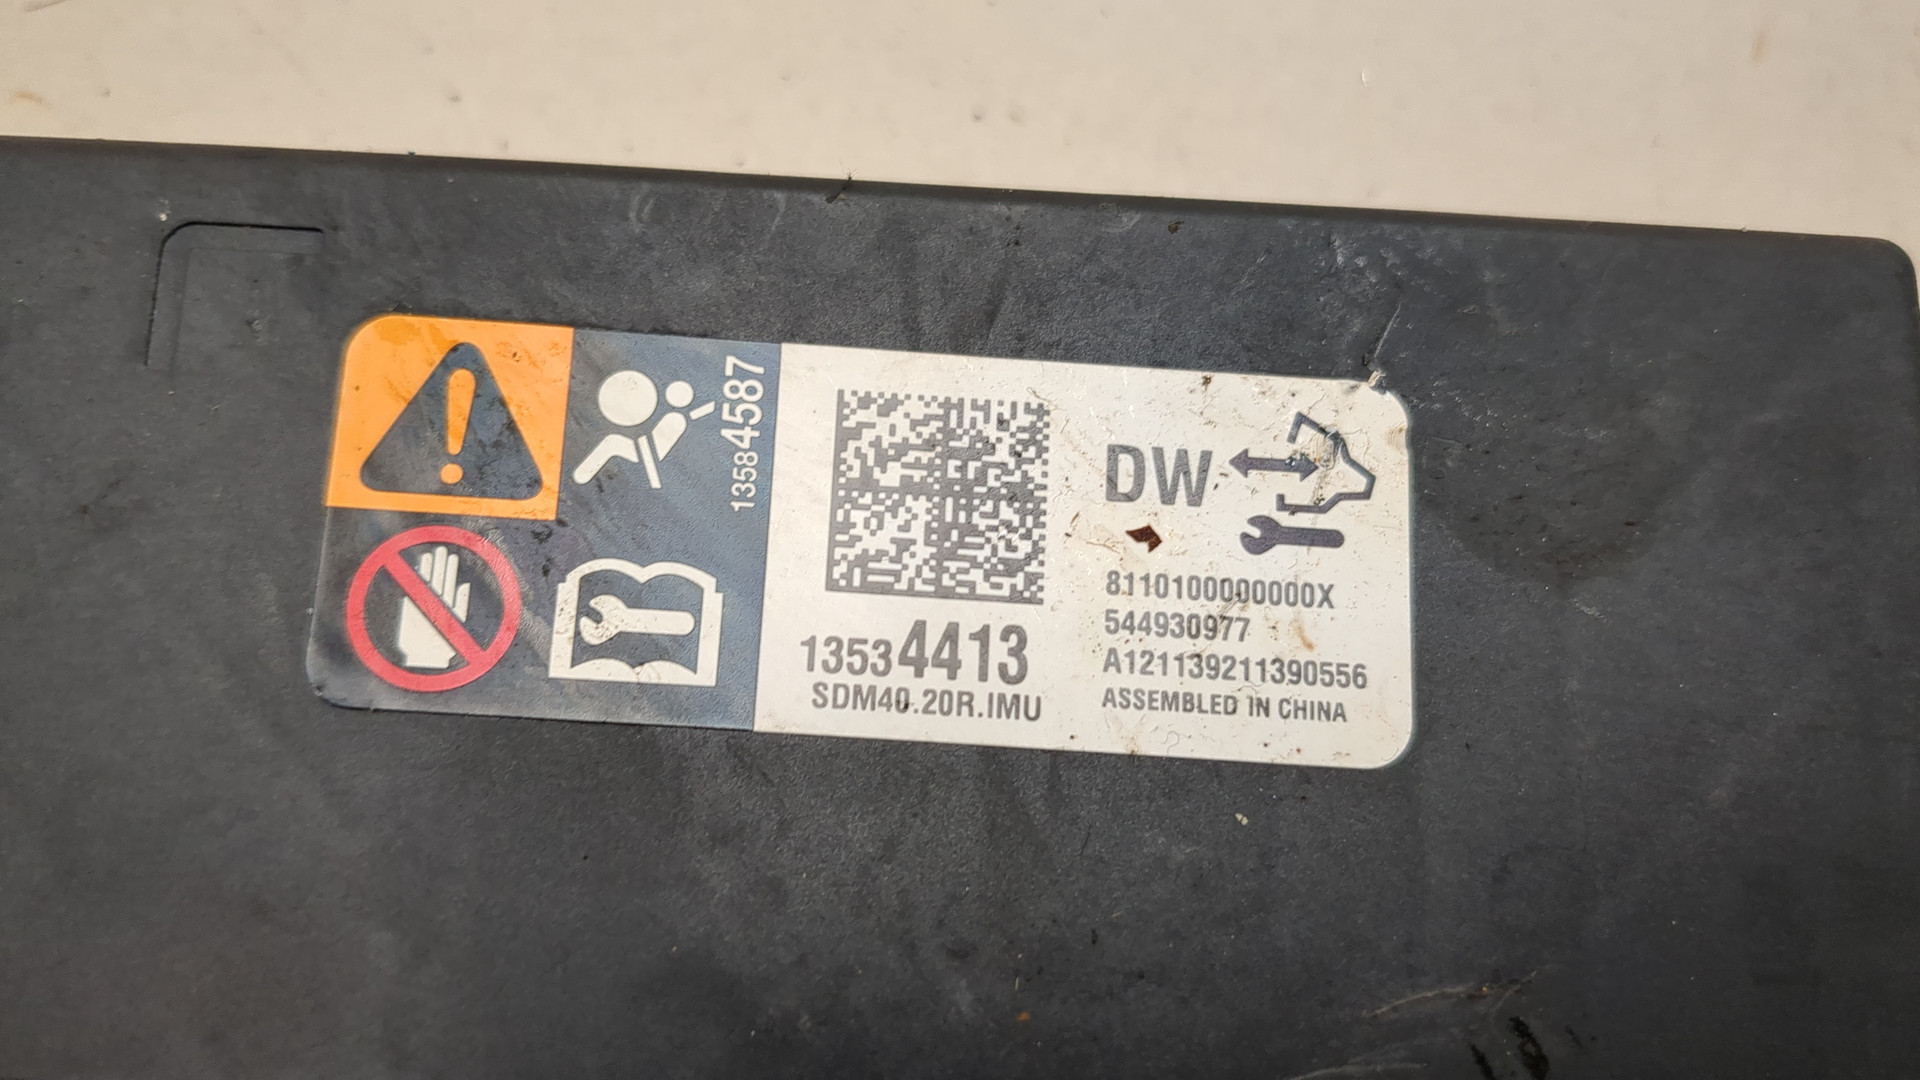 13584587
13534413
SDM40.20R.IMU
DW
8110100000000X
544930977
A121139211390556
ASSEMBLED IN CHINA